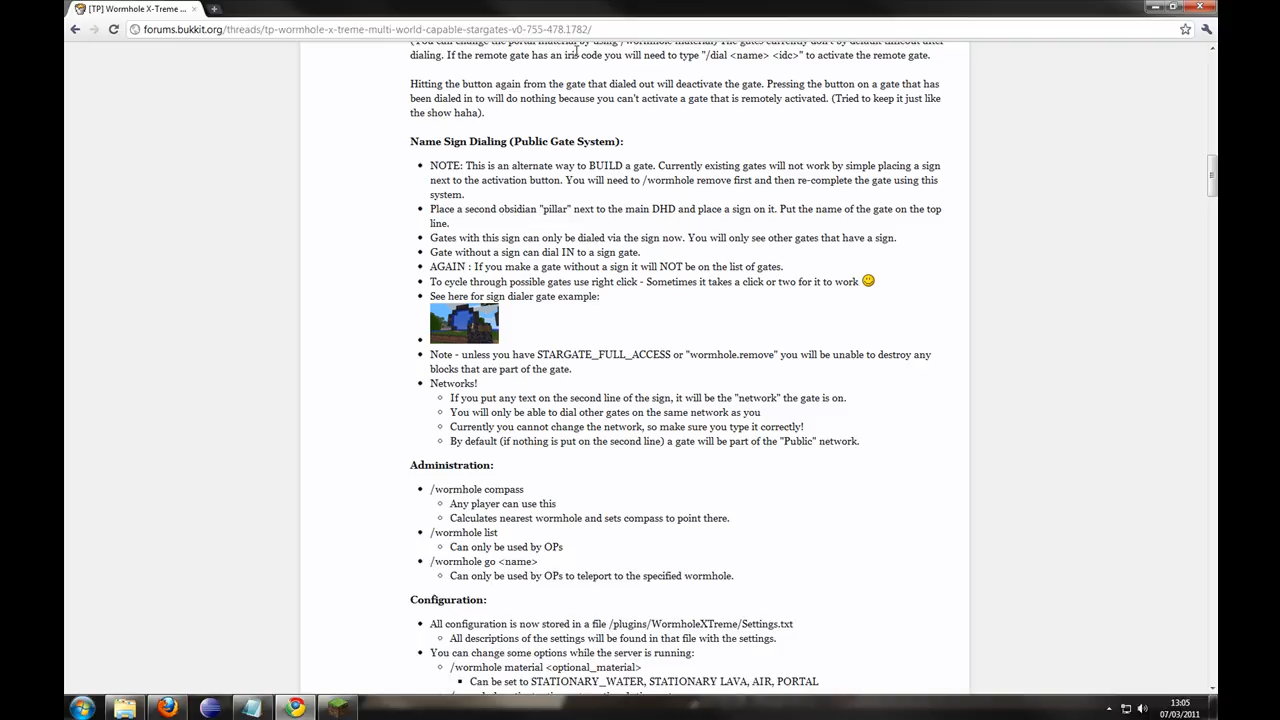 [TP] Wormhole X-Treme ...
forums.bukkit.org/threads/tp-wormhole-x-treme-multi-world-capable-stargates-v0-755-478.1782/
(You can change the portal material by using /wormhole material) The gates currently don't by default timeout after
dialing. If the remote gate has an iris code you will need to type "/dial <name> <idc>" to activate the remote gate.
Hitting the button again from the gate that dialed out will deactivate the gate. Pressing the button on a gate that has
been dialed in to will do nothing because you can't activate a gate that is remotely activated. (Tried to keep it just like
the show haha).
Name Sign Dialing (Public Gate System):
NOTE: This is an alternate way to BUILD a gate. Currently existing gates will not work by simple placing a sign
next to the activation button. You will need to /wormhole remove first and then re-complete the gate using this
system.
Place a second obsidian "pillar" next to the main DHD and place a sign on it. Put the name of the gate on the top
line.
Gates with this sign can only be dialed via the sign now. You will only see other gates that have a sign.
Gate without a sign can dial IN to a sign gate.
AGAIN : If you make a gate without a sign it will NOT be on the list of gates.
To cycle through possible gates use right click - Sometimes it takes a click or two for it to work
See here for sign dialer gate example:
Note - unless you have STARGATE_FULL_ACCESS or "wormhole.remove" you will be unable to destroy any
blocks that are part of the gate.
Networks!
If you put any text on the second line of the sign, it will be the "network" the gate is on.
You will only be able to dial other gates on the same network as you
Currently you cannot change the network, so make sure you type it correctly!
By default (if nothing is put on the second line) a gate will be part of the "Public" network.
Administration:
/wormhole compass
Any player can use this
Calculates nearest wormhole and sets compass to point there.
/wormhole list
Can only be used by OPs
/wormhole go <name>
Can only be used by OPs to teleport to the specified wormhole.
Configuration:
All configuration is now stored in a file /plugins/WormholeXTreme/Settings.txt
All descriptions of the settings will be found in that file with the settings.
You can change some options while the server is running:
/wormhole material <optional_material>
Can be set to STATIONARY_WATER, STATIONARY LAVA, AIR, PORTAL
13:05
07/03/2011